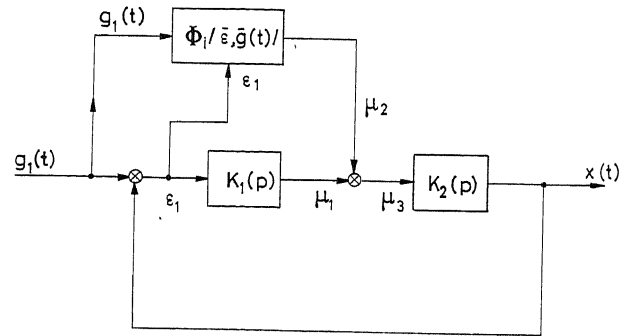 g₁(t)
Φᵢ/ε̄,ḡ(t)/
ε₁
μ₂
g₁(t)
ε₁
K₁(p)
μ₁
μ₃
K₂(p)
x(t)